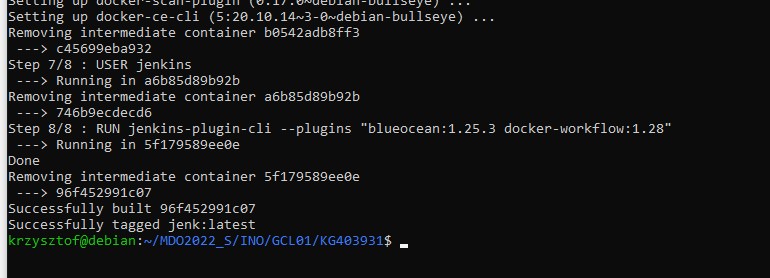 Setting up docker-scan-plugin (0.17.0~debian-bullseye) ...
Setting up docker-ce-cli (5:20.10.14~3-0~debian-bullseye) ...
Removing intermediate container b0542adb8ff3
 ---> c45699eba932
Step 7/8 : USER jenkins
 ---> Running in a6b85d89b92b
Removing intermediate container a6b85d89b92b
 ---> 746b9ecdecd6
Step 8/8 : RUN jenkins-plugin-cli --plugins "blueocean:1.25.3 docker-workflow:1.28"
 ---> Running in 5f179589ee0e
Done
Removing intermediate container 5f179589ee0e
 ---> 96f452991c07
Successfully built 96f452991c07
Successfully tagged jenk:latest
krzysztof@debian:~/MDO2022_S/INO/GCL01/KG403931$